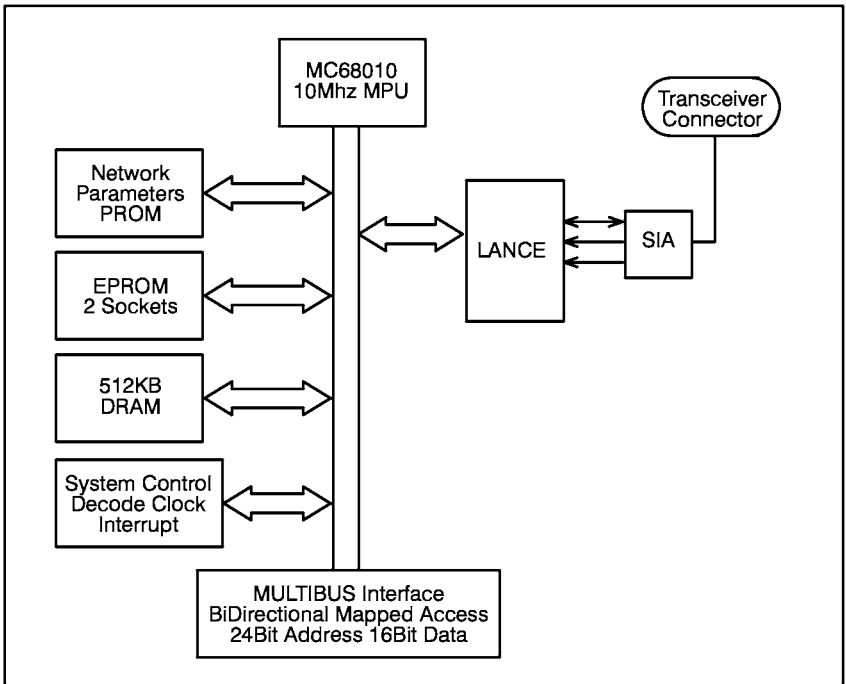 MC68010
10Mhz MPU
Transceiver
Connector
Network
Parameters
PROM
LANCE
SIA
EPROM
2 Sockets
512KB
DRAM
System Control
Decode Clock
Interrupt
MULTIBUS Interface
BiDirectional Mapped Access
24Bit Address 16Bit Data